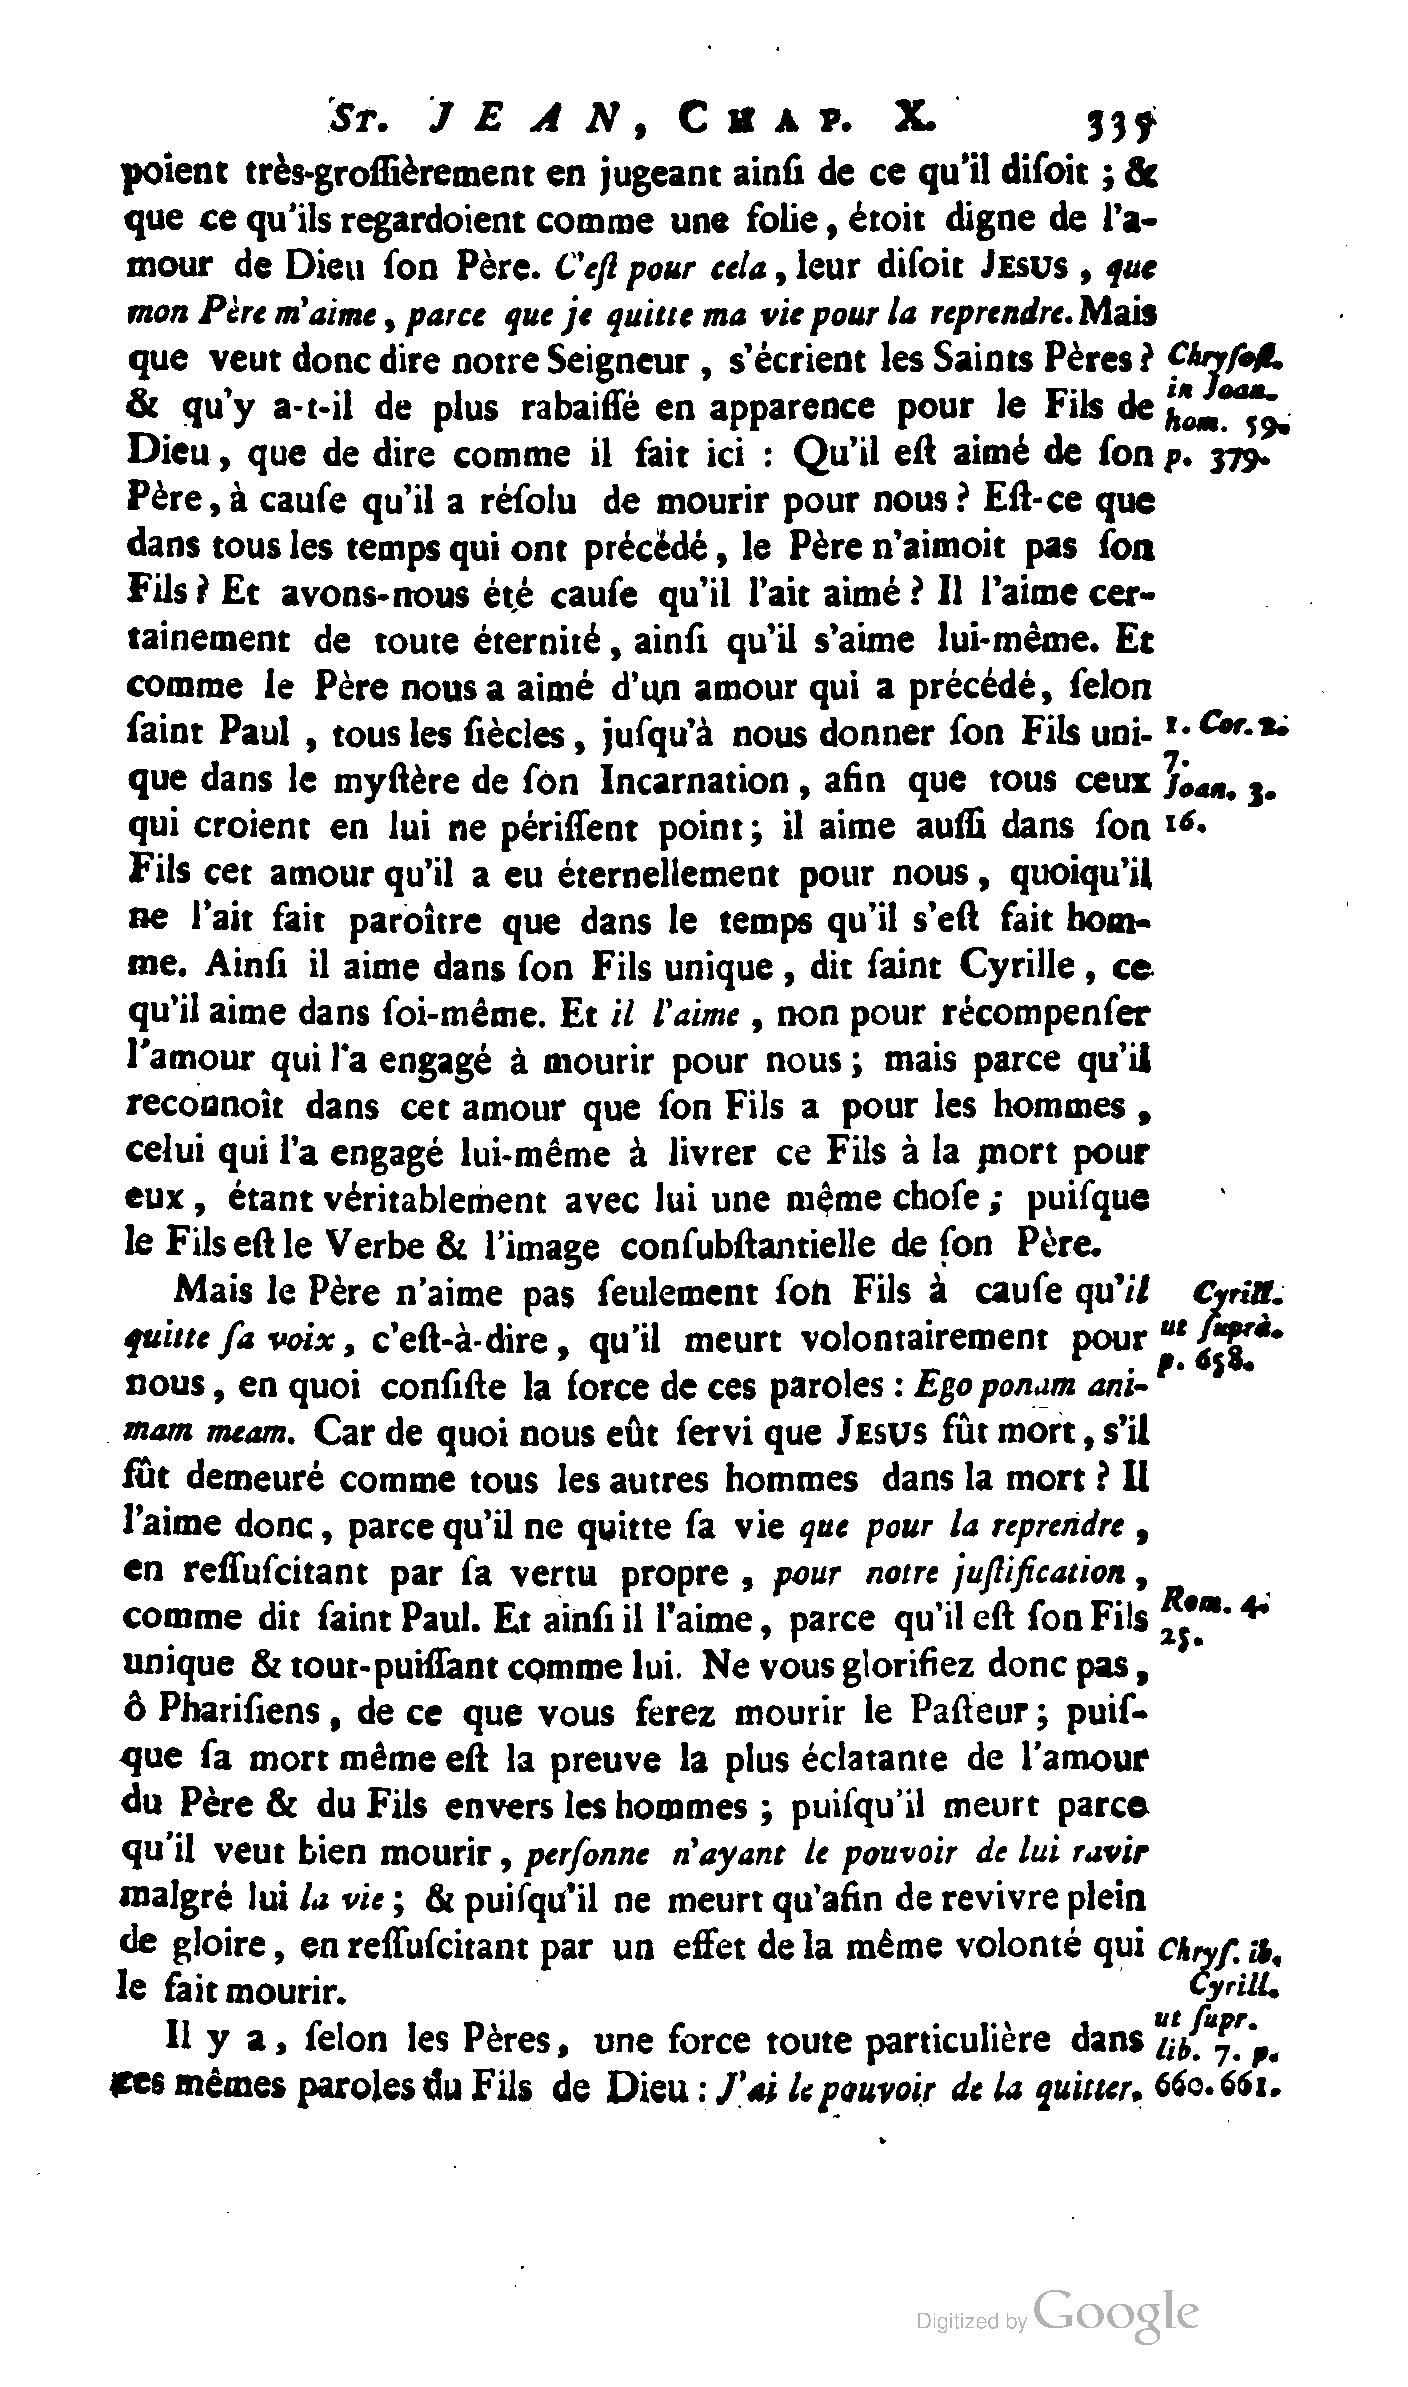 St. JEAN, CHAP. X. 335
poient très-groſſièrement en jugeant ainſi de ce qu'il diſoit ; &
que ce qu'ils regardoient comme une folie, étoit digne de l'a-
mour de Dieu ſon Père. C'eſt pour cela, leur diſoit JESUS, que
mon Père m'aime, parce que je quitte ma vie pour la reprendre. Mais
que veut donc dire notre Seigneur, s'écrient les Saints Pères ?
Chryſoſt.
& qu'y a-t-il de plus rabaiſſé en apparence pour le Fils de
in Joan.
hom. 59.
Dieu, que de dire comme il fait ici : Qu'il eſt aimé de ſon
p. 379.
Père, à cauſe qu'il a réſolu de mourir pour nous ? Eſt-ce que
dans tous les temps qui ont précédé, le Père n'aimoit pas ſon
Fils ? Et avons-nous été cauſe qu'il l'ait aimé ? Il l'aime cer-
tainement de toute éternité, ainſi qu'il s'aime lui-même. Et
comme le Père nous a aimé d'un amour qui a précédé, ſelon
ſaint Paul, tous les ſiècles, juſqu'à nous donner ſon Fils uni-
1. Cor. 2.
7.
que dans le myſtère de ſon Incarnation, afin que tous ceux
Joan. 3.
qui croient en lui ne périſſent point ; il aime auſſi dans ſon
16.
Fils cet amour qu'il a eu éternellement pour nous, quoiqu'il
ne l'ait fait paroître que dans le temps qu'il s'eſt fait hom-
me. Ainſi il aime dans ſon Fils unique, dit ſaint Cyrille, ce
qu'il aime dans ſoi-même. Et il l'aime, non pour récompenſer
l'amour qui l'a engagé à mourir pour nous ; mais parce qu'il
reconnoît dans cet amour que ſon Fils a pour les hommes,
celui qui l'a engagé lui-même à livrer ce Fils à la mort pour
eux, étant véritablement avec lui une même choſe ; puiſque
le Fils eſt le Verbe & l'image conſubſtantielle de ſon Père.
Mais le Père n'aime pas ſeulement ſon Fils à cauſe qu'il
Cyrill.
quitte ſa voix, c'eſt-à-dire, qu'il meurt volontairement pour
ut ſuprà.
p. 658.
nous, en quoi conſiſte la force de ces paroles : Ego ponam ani-
mam meam. Car de quoi nous eût ſervi que JESUS fût mort, s'il
fût demeuré comme tous les autres hommes dans la mort ? Il
l'aime donc, parce qu'il ne quitte ſa vie que pour la reprendre,
en reſſuſcitant par ſa vertu propre, pour notre juſtification,
comme dit ſaint Paul. Et ainſi il l'aime, parce qu'il eſt ſon Fils
Rom. 4.
25.
unique & tout-puiſſant comme lui. Ne vous glorifiez donc pas,
ô Phariſiens, de ce que vous ferez mourir le Paſteur ; puiſ-
que ſa mort même eſt la preuve la plus éclatante de l'amour
du Père & du Fils envers les hommes ; puiſqu'il meurt parce
qu'il veut bien mourir, perſonne n'ayant le pouvoir de lui ravir
malgré lui la vie ; & puiſqu'il ne meurt qu'afin de revivre plein
de gloire, en reſſuſcitant par un effet de la même volonté qui
Chryſ. ib.
le fait mourir.
Cyrill.
Il y a, ſelon les Pères, une force toute particulière dans
ut ſupr.
lib. 7. p.
ces mêmes paroles du Fils de Dieu : J'ai le pouvoir de la quitter.
660. 661.
Digitized by Google